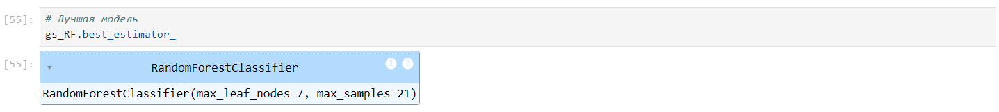 [55]:
# Лучшая модель
gs_RF.best_estimator_
[55]:
RandomForestClassifier
i ?
RandomForestClassifier(max_leaf_nodes=7, max_samples=21)